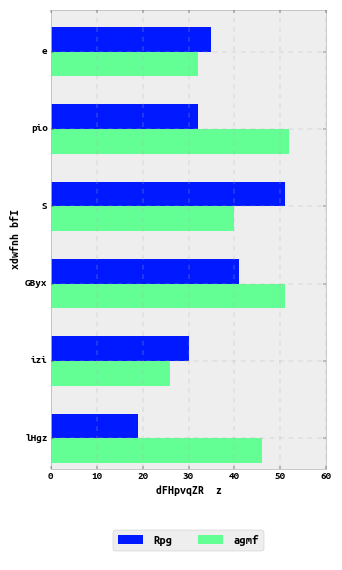 e
pio
s
GByx
izi
lHgz
xdwfnh bfI
0 10 20 30 40 50 60
dFHpvqZR z
Rpg agmf